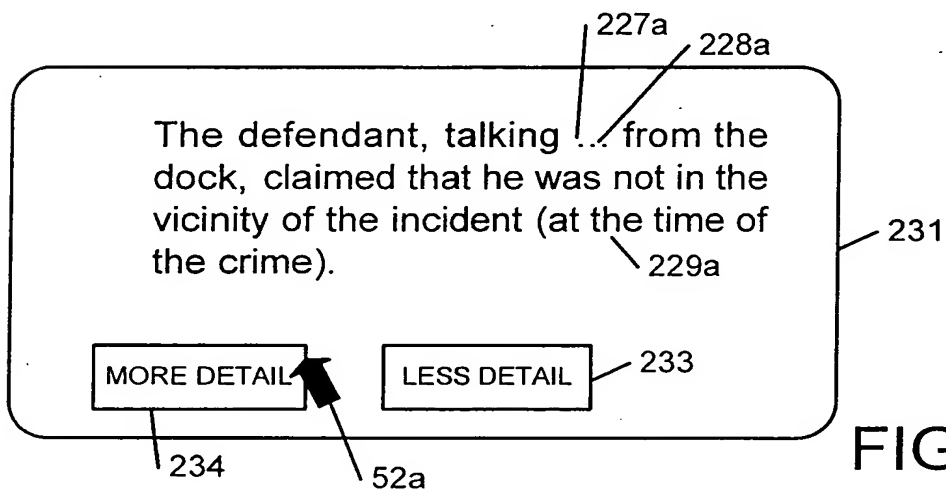 227a
228a
The defendant, talking ... from the
dock, claimed that he was not in the
vicinity of the incident (at the time of
the crime).
231
229a
MORE DETAIL
LESS DETAIL
233
234
52a
FIG